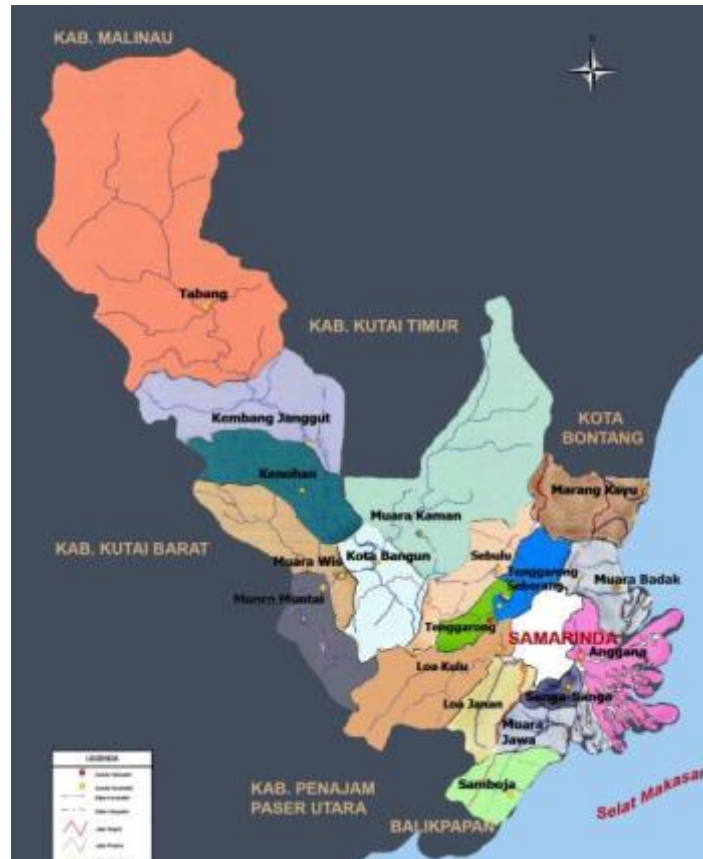 KAB. MALINAU
Tabang
KAB. KUTAI TIMUR
Kembang Janggut
KOTA
BONTANG
Kenohan
Marang Kayu
Muara Kaman
KAB. KUTAI BARAT
Muara Wis
Kota Bangun
Sebulu
Tenggarong
Seberang
Muara Badak
Muara Muntai
Tenggarong
SAMARINDA
Anggana
Loa Kulu
Loa Janan
Sanga-Sanga
Muara
Jawa
KAB. PENAJAM
PASER UTARA
Samboja
BALIKPAPAN
Selat Makasar
LEGENDA